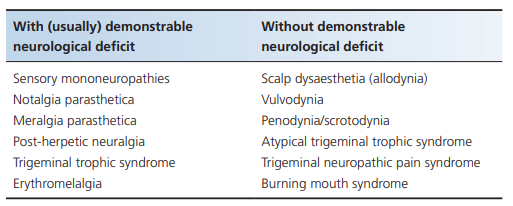 With (usually) demonstrable neurological deficit
Without demonstrable neurological deficit
Sensory mononeuropathies
Scalp dysaesthetia (allodynia)
Notalgia parasthetica
Vulvodynia
Meralgia parasthetica
Penodynia/scrotodynia
Post-herpetic neuralgia
Atypical trigeminal trophic syndrome
Trigeminal trophic syndrome
Trigeminal neuropathic pain syndrome
Erythromelalgia
Burning mouth syndrome